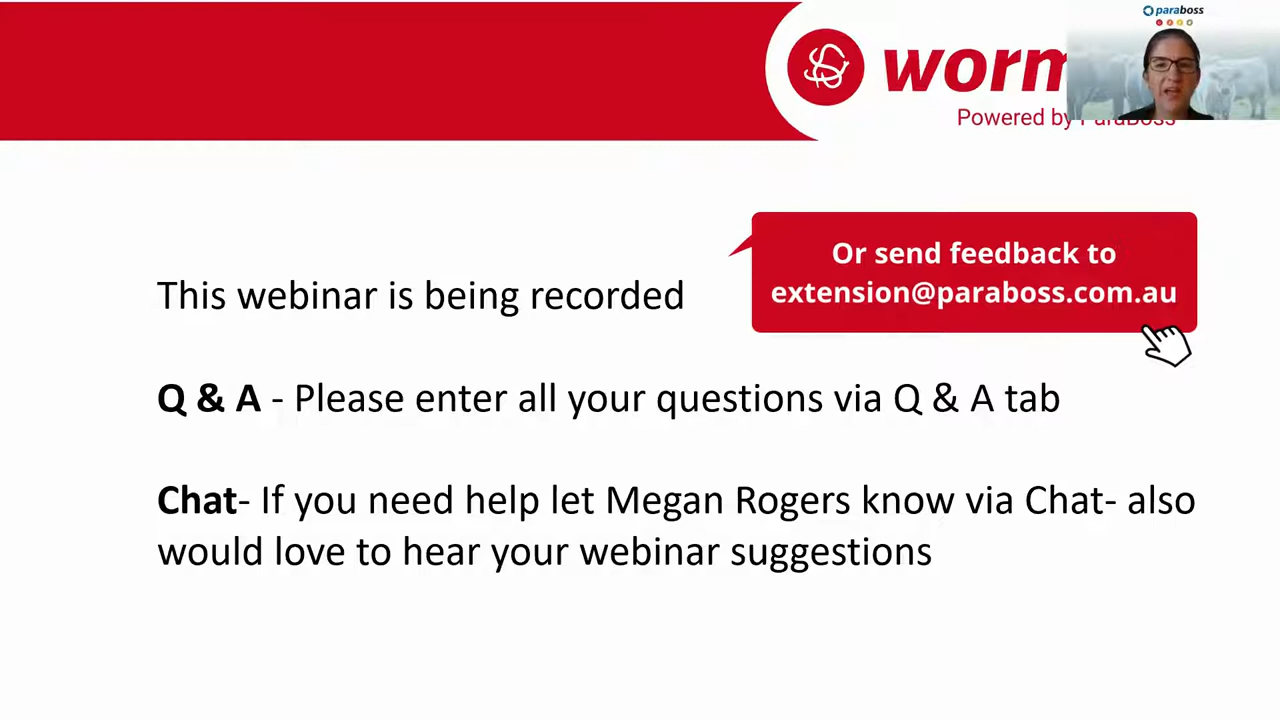 paraboss
worm
Powered by ParaBoss
Or send feedback to
extension@paraboss.com.au
This webinar is being recorded
Q & A - Please enter all your questions via Q & A tab
Chat- If you need help let Megan Rogers know via Chat- also
would love to hear your webinar suggestions